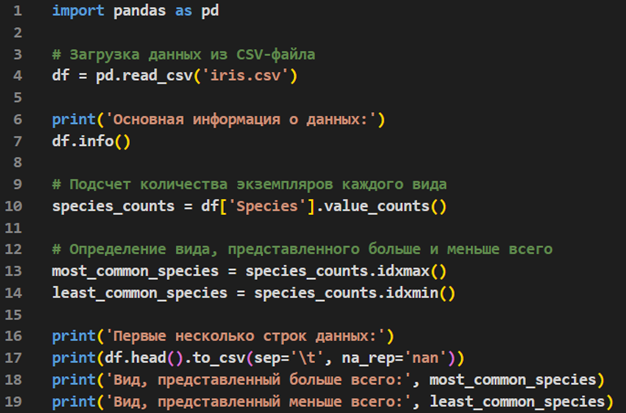 1 import pandas as pd
2
3 # Загрузка данных из CSV-файла
4 df = pd.read_csv('iris.csv')
5
6 print('Основная информация о данных:')
7 df.info()
8
9 # Подсчет количества экземпляров каждого вида
10 species_counts = df['Species'].value_counts()
11
12 # Определение вида, представленного больше и меньше всего
13 most_common_species = species_counts.idxmax()
14 least_common_species = species_counts.idxmin()
15
16 print('Первые несколько строк данных:')
17 print(df.head().to_csv(sep='\t', na_rep='nan'))
18 print('Вид, представленный больше всего:', most_common_species)
19 print('Вид, представленный меньше всего:', least_common_species)